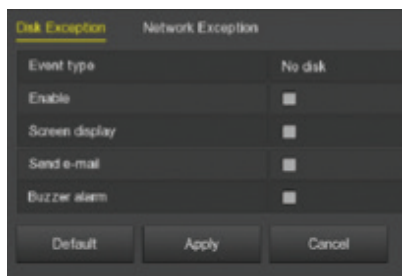 Disk Exception Network Exception
Event type No disk
Enable
Screen display
Send e-mail
Buzzer alarm
Default Apply Cancel